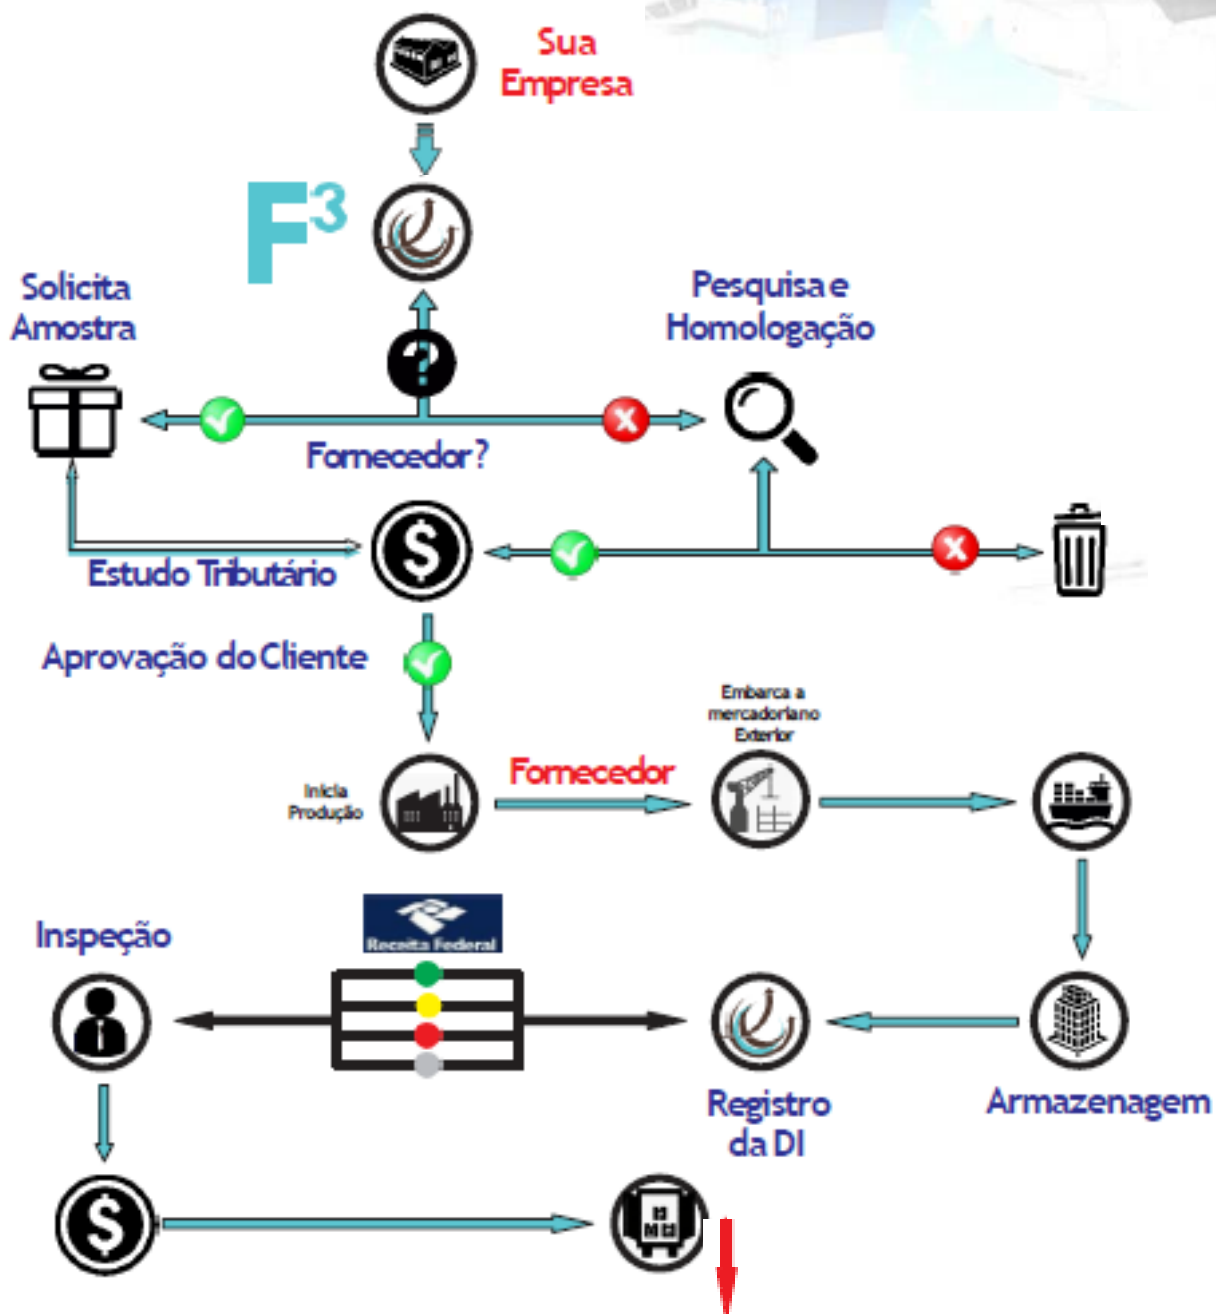 Sua
Empresa
F³
Solicita
Amostra
Pesquisa e
Homologação
?
Fornecedor?
$
Estudo Tributário
Aprovação do Cliente
Embarca a
mercadoria no
Exterior
Inicia
Produção
Fornecedor
Receita Federal
Inspeção
Registro
da DI
Armazenagem
$